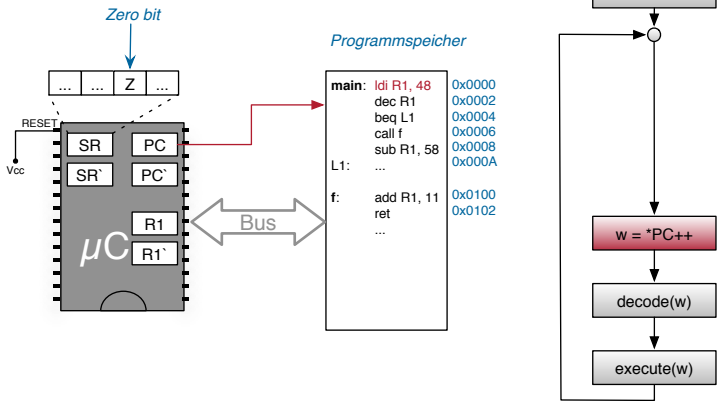 Zero bit
... ... Z ...
RESET
Vcc
SR PC
SR` PC`
R1
µC R1`
Bus
Programmspeicher
main: ldi R1, 48 0x0000
dec R1 0x0002
beq L1 0x0004
call f 0x0006
sub R1, 58 0x0008
L1: ... 0x000A
f: add R1, 11 0x0100
ret 0x0102
...
w = *PC++
decode(w)
execute(w)